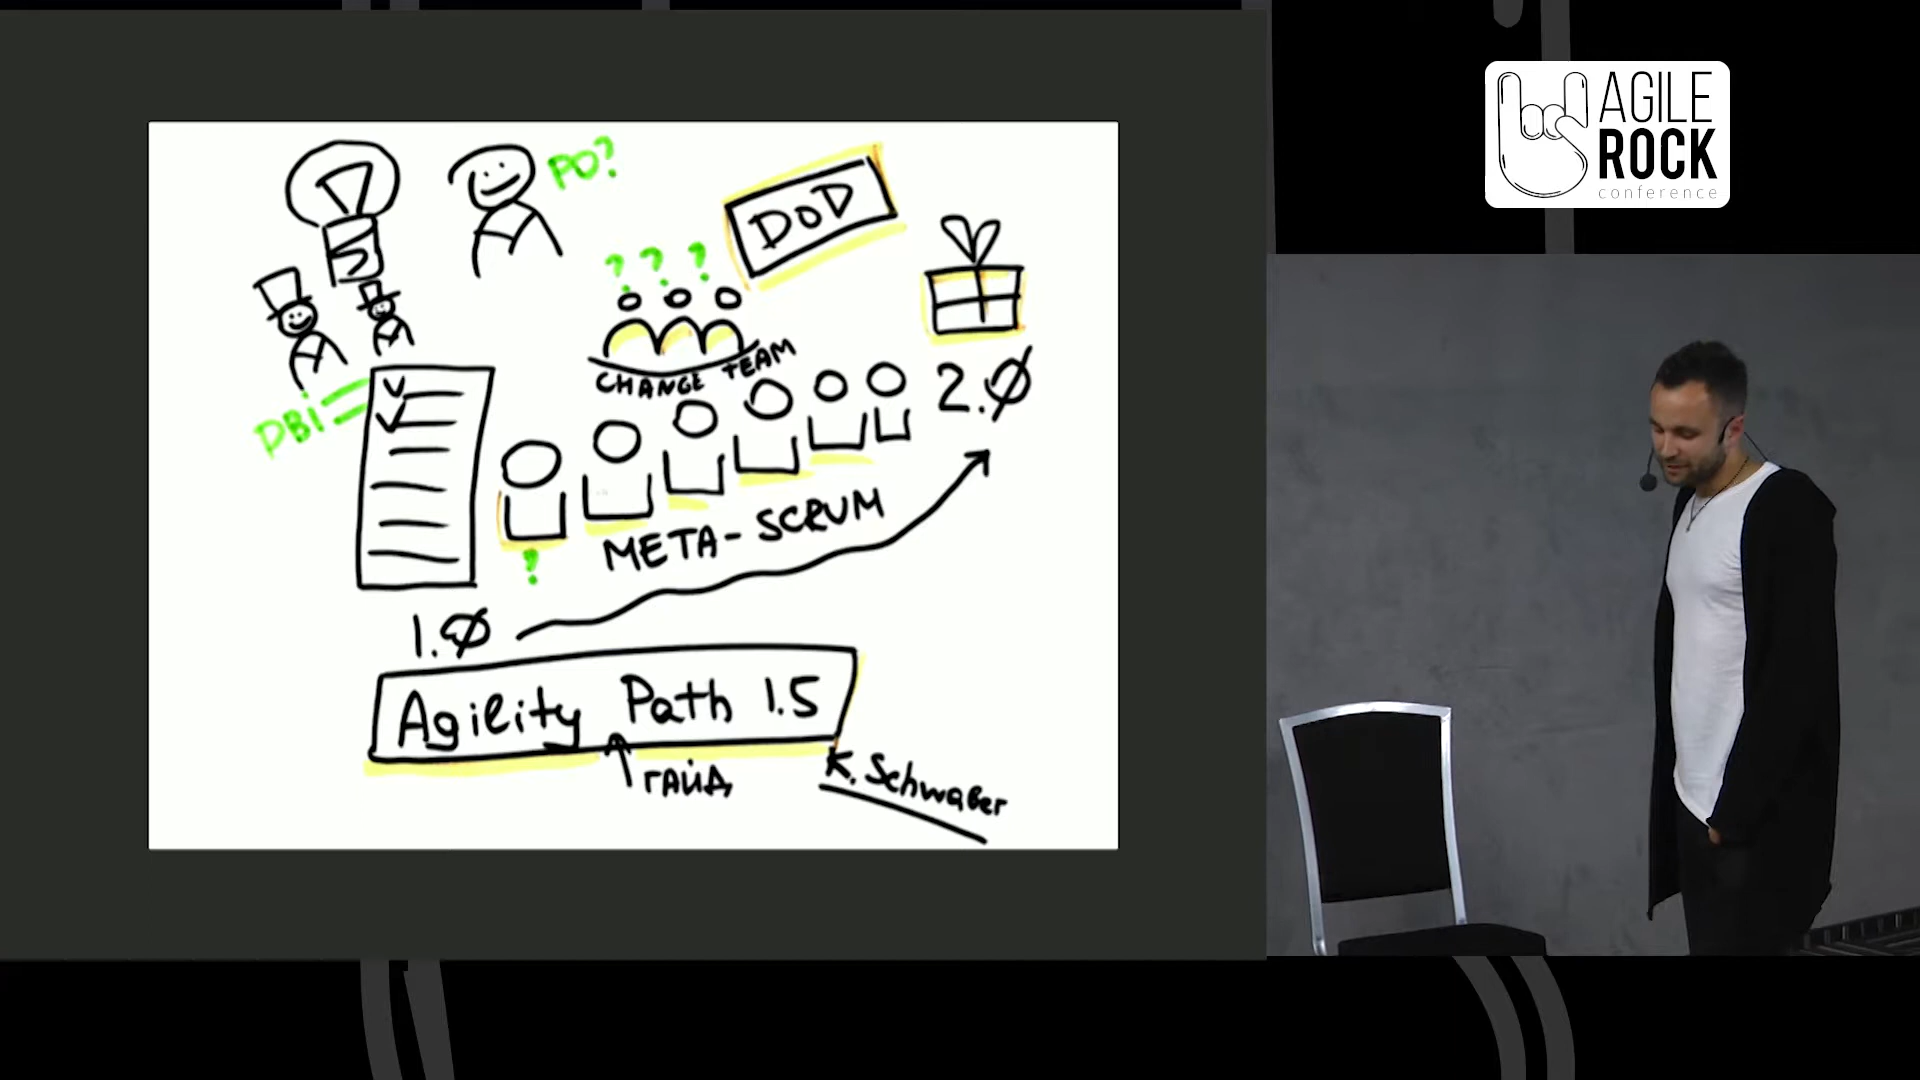 PO?
DOD
? ? ?
CHANGE TEAM
DBI
2.0
META-SCRUM
?
1.0
Agility Path 1.5
ГАЙД
K. Schwaber
AGILE
ROCK
conference